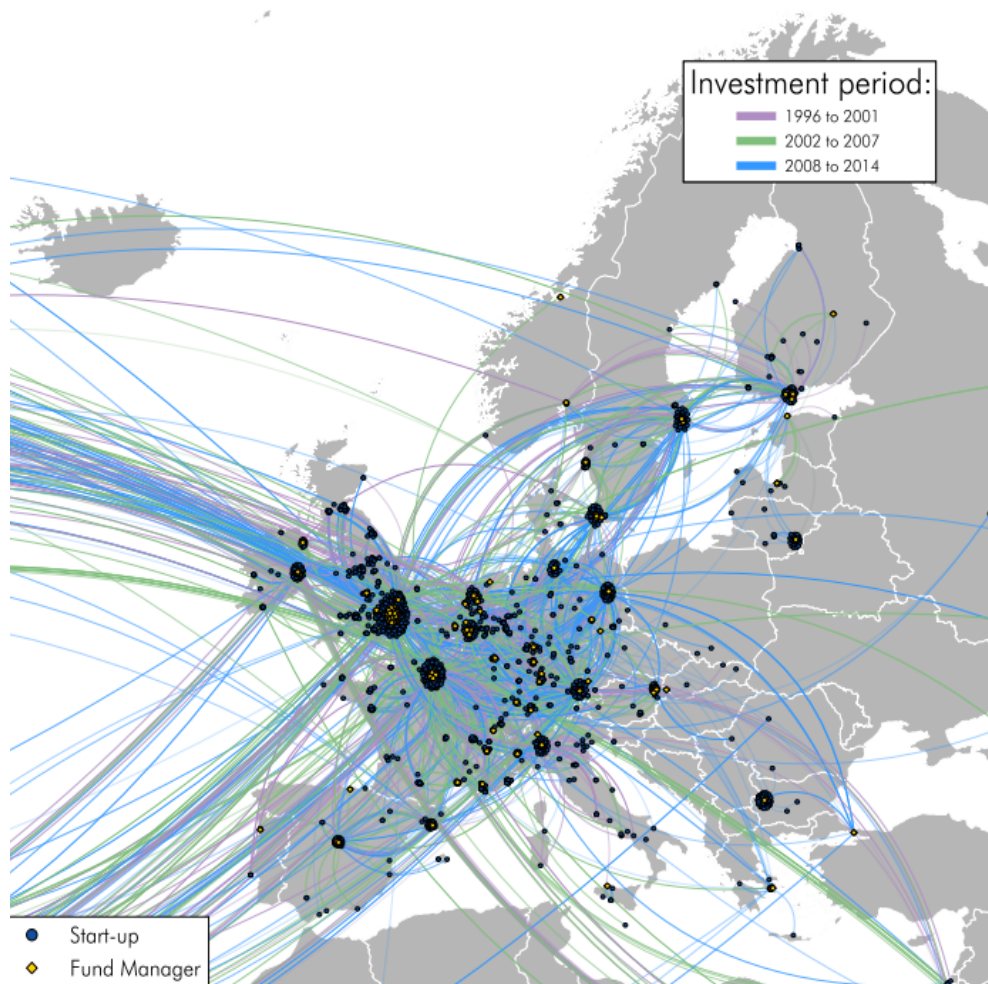 Investment period:
1996 to 2001
2002 to 2007
2008 to 2014
Start-up
Fund Manager